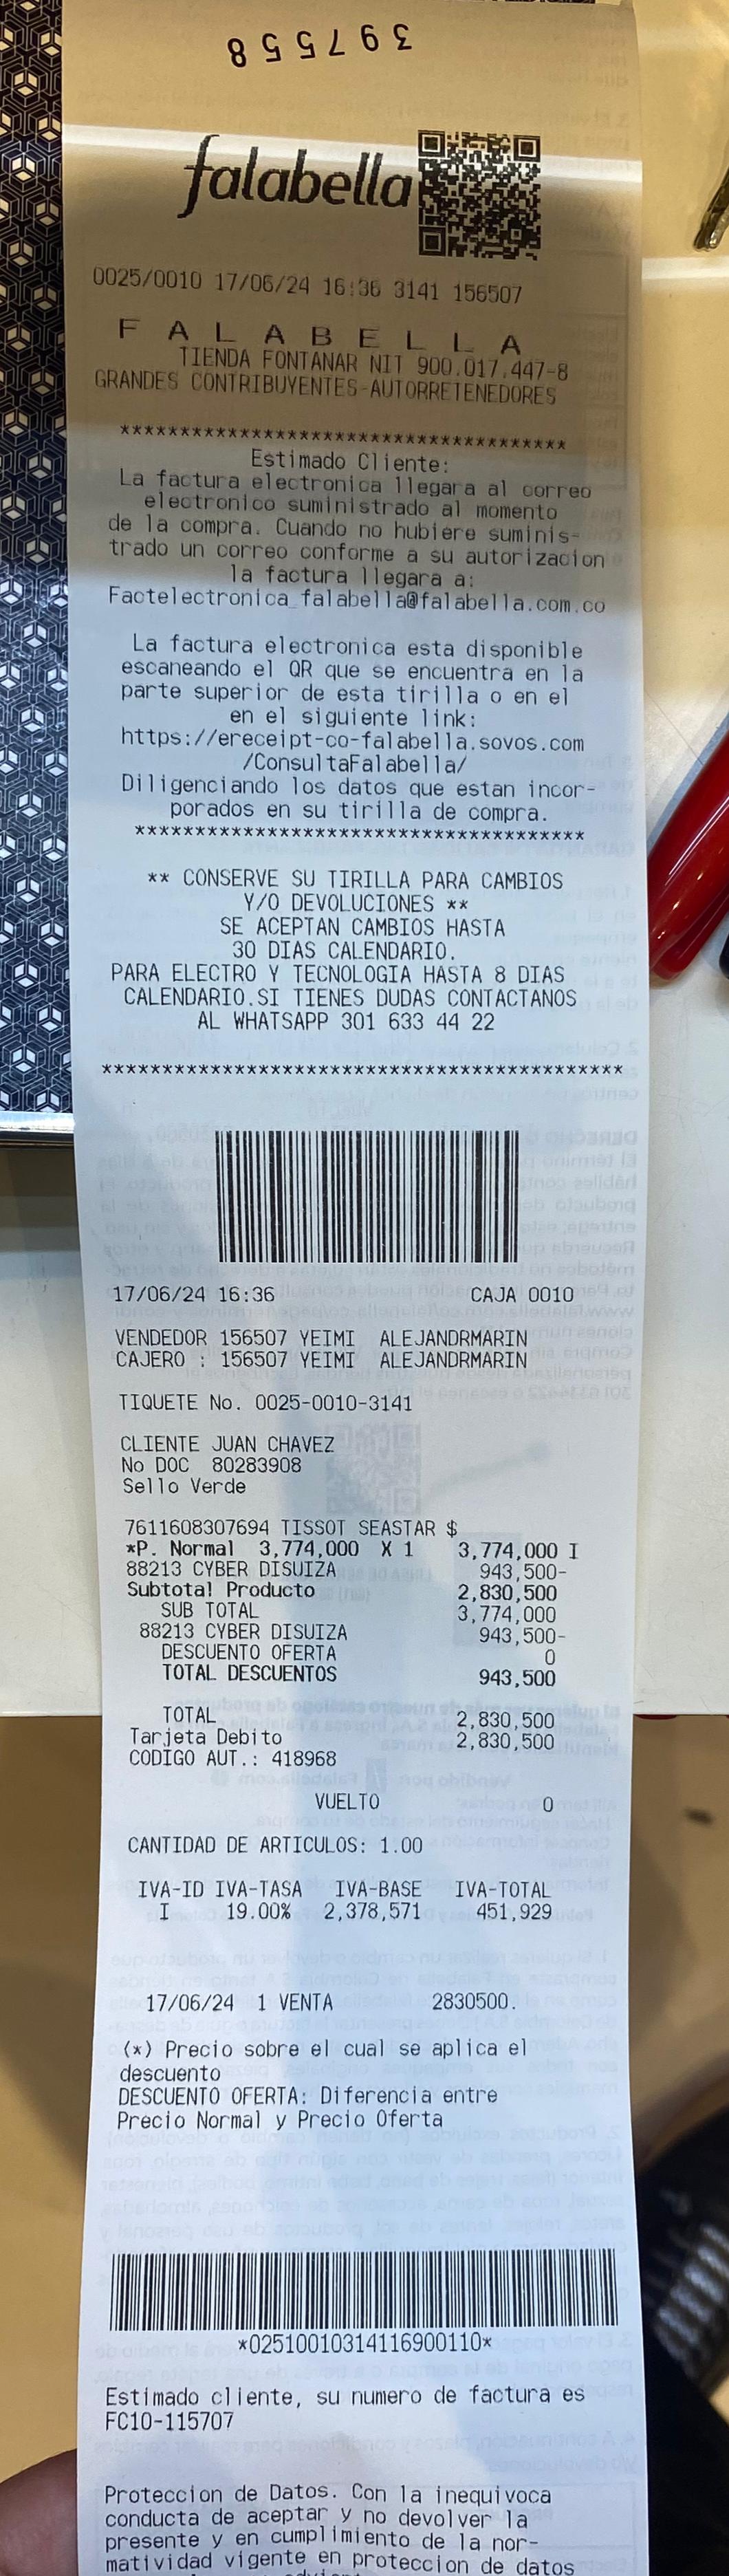 397558
falabella
0025/0010 17/06/24 16:36 3141 156507
F A L A B E L L A
TIENDA FONTANAR NIT 900.017.447-8
GRANDES CONTRIBUYENTES-AUTORRETENEDORES
*************************************
Estimado Cliente:
La factura electronica llegara al correo
electronico suministrado al momento
de la compra. Cuando no hubiere suminis-
trado un correo conforme a su autorizacion
la factura llegara a:
Factelectronica_falabella@falabella.com.co
La factura electronica esta disponible
escaneando el QR que se encuentra en la
parte superior de esta tirilla o en el
en el siguiente link:
https://ereceipt-co-falabella.sovos.com
/ConsultaFalabella/
Diligenciando los datos que estan incor-
porados en su tirilla de compra.
*************************************
** CONSERVE SU TIRILLA PARA CAMBIOS
Y/O DEVOLUCIONES **
SE ACEPTAN CAMBIOS HASTA
30 DIAS CALENDARIO.
PARA ELECTRO Y TECNOLOGIA HASTA 8 DIAS
CALENDARIO.SI TIENES DUDAS CONTACTANOS
AL WHATSAPP 301 633 44 22
*******************************************
17/06/24 16:36 CAJA 0010
VENDEDOR 156507 YEIMI ALEJANDRMARIN
CAJERO : 156507 YEIMI ALEJANDRMARIN
TIQUETE No. 0025-0010-3141
CLIENTE JUAN CHAVEZ
No DOC 80283908
Sello Verde
7611608307694 TISSOT SEASTAR $
*P. Normal 3,774,000 X 1 3,774,000 I
88213 CYBER DISUIZA 943,500-
Subtotal Producto 2,830,500
SUB TOTAL 3,774,000
88213 CYBER DISUIZA 943,500-
DESCUENTO OFERTA 0
TOTAL DESCUENTOS 943,500
TOTAL 2,830,500
Tarjeta Debito 2,830,500
CODIGO AUT.: 418968
VUELTO 0
CANTIDAD DE ARTICULOS: 1.00
IVA-ID IVA-TASA IVA-BASE IVA-TOTAL
I 19.00% 2,378,571 451,929
17/06/24 1 VENTA 2830500.
(*) Precio sobre el cual se aplica el
descuento
DESCUENTO OFERTA: Diferencia entre
Precio Normal y Precio Oferta
*02510010314116900110*
Estimado cliente, su numero de factura es
FC10-115707
Proteccion de Datos. Con la inequivoca
conducta de aceptar y no devolver la
presente y en cumplimiento de la nor-
matividad vigente en proteccion de datos